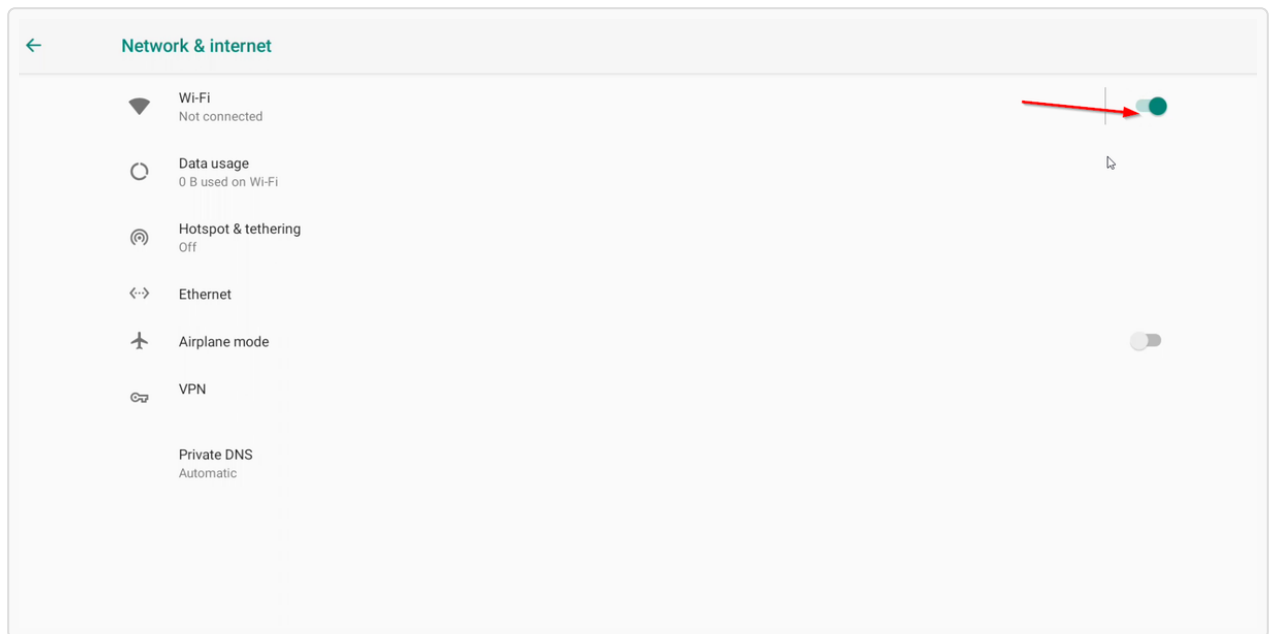 Network & internet
Wi-Fi
Not connected
Data usage
0 B used on Wi-Fi
Hotspot & tethering
Off
Ethernet
Airplane mode
VPN
Private DNS
Automatic